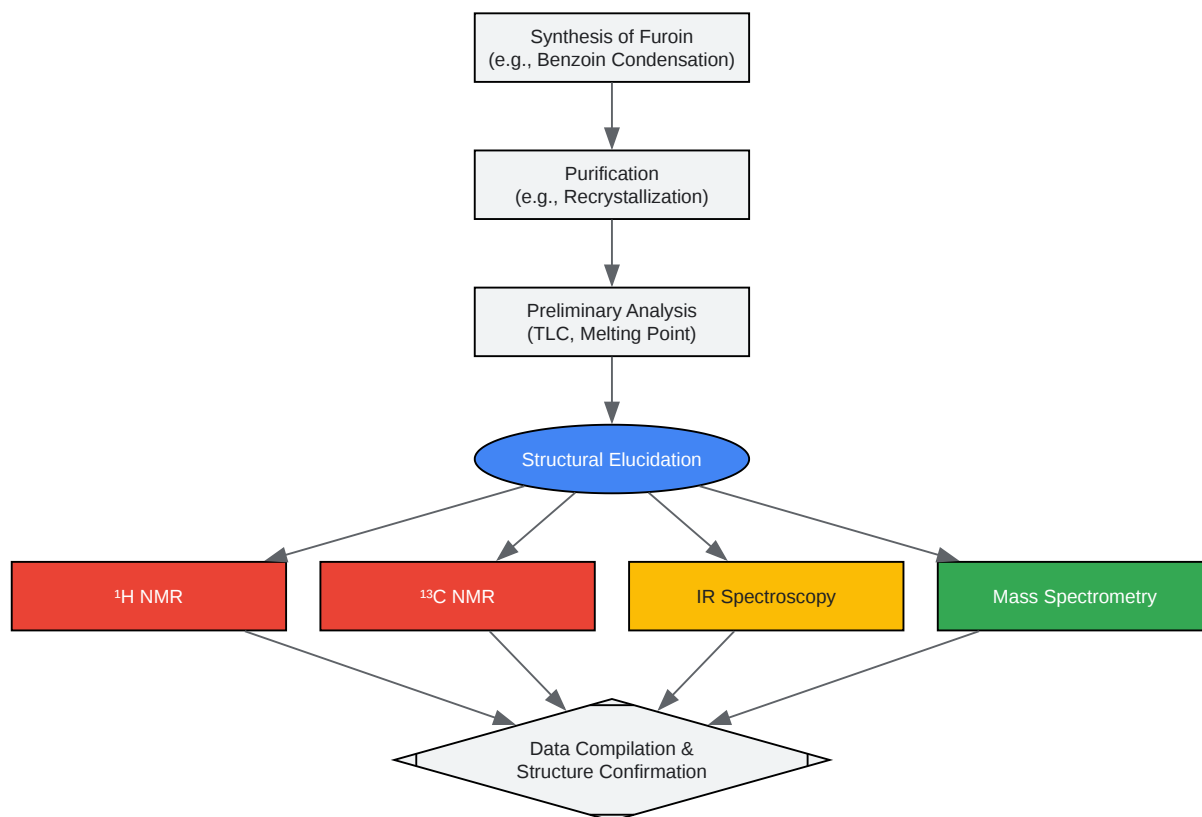 Synthesis of Furoin
(e.g., Benzoin Condensation)
Purification
(e.g., Recrystallization)
Preliminary Analysis
(TLC, Melting Point)
Structural Elucidation
¹H NMR
¹³C NMR
IR Spectroscopy
Mass Spectrometry
Data Compilation &
Structure Confirmation